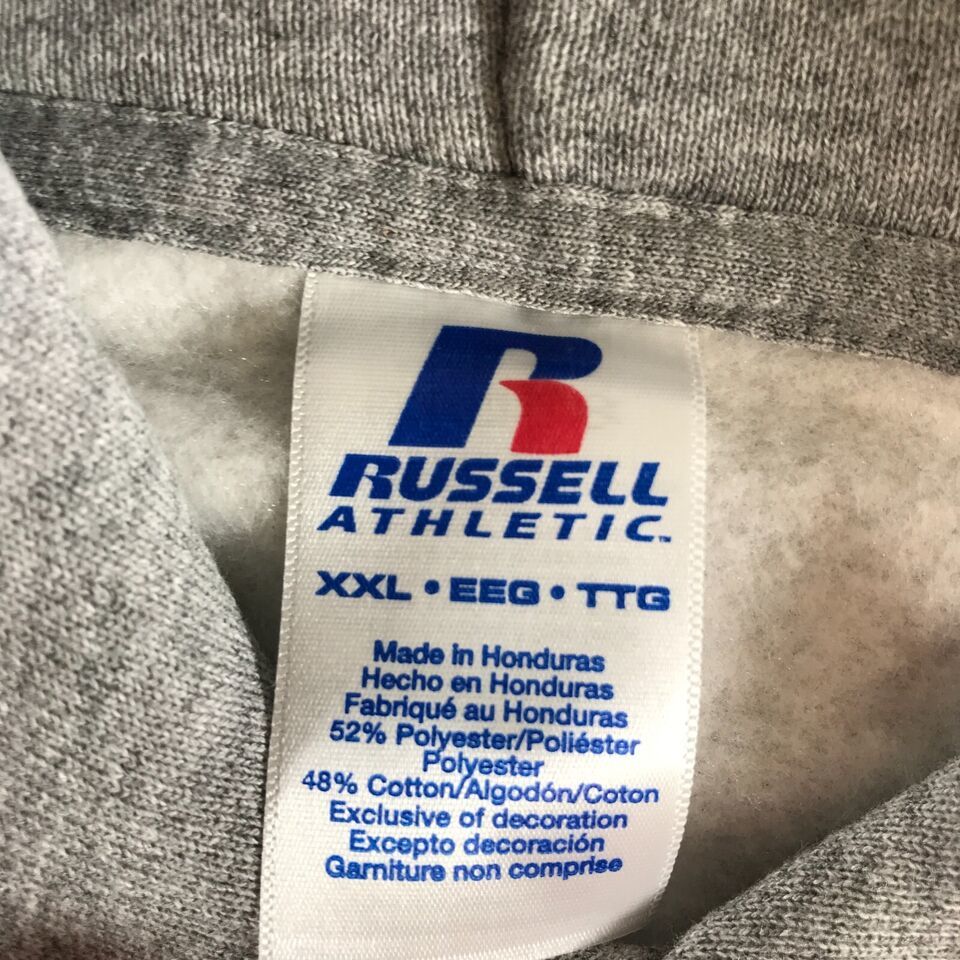 R
RUSSELL
ATHLETIC™
XXL • EEG • TTG
Made in Honduras
Hecho en Honduras
Fabriqué au Honduras
52% Polyester/Poliéster
Polyester
48% Cotton/Algodón/Coton
Exclusive of decoration
Excepto decoración
Garniture non comprise